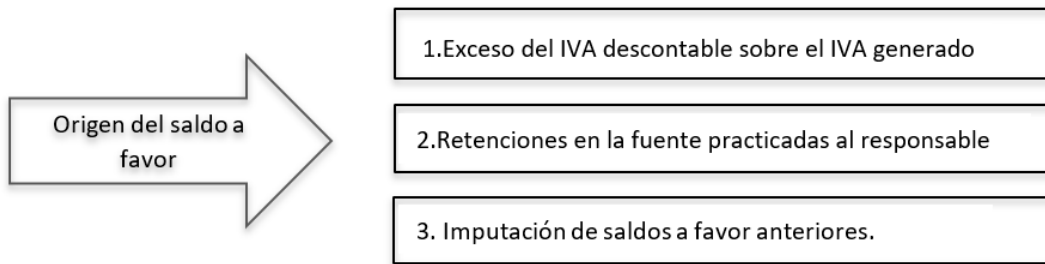 Origen del saldo a
favor
1.Exceso del IVA descontable sobre el IVA generado
2.Retenciones en la fuente practicadas al responsable
3. Imputación de saldos a favor anteriores.